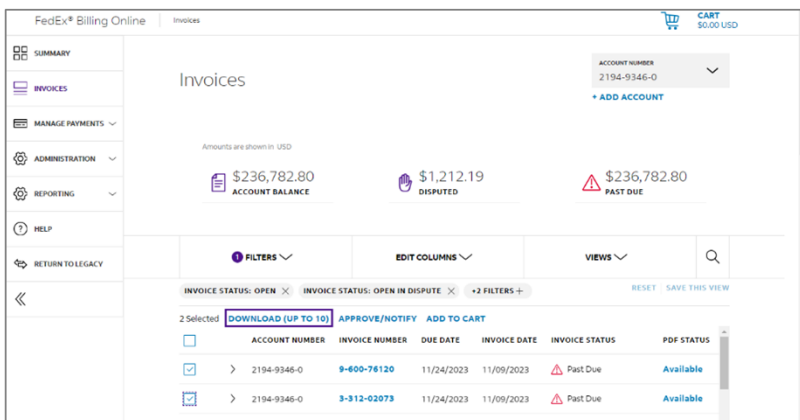 FedEx® Billing Online Invoices CART
$0.00 USD
SUMMARY
INVOICES
MANAGE PAYMENTS
ADMINISTRATION
REPORTING
HELP
RETURN TO LEGACY
Invoices
ACCOUNT NUMBER
2194-9346-0
+ ADD ACCOUNT
Amounts are shown in USD
$236,782.80
ACCOUNT BALANCE
$1,212.19
DISPUTED
$236,782.80
PAST DUE
1 FILTERS EDIT COLUMNS VIEWS
INVOICE STATUS: OPEN INVOICE STATUS: OPEN IN DISPUTE +2 FILTERS + RESET SAVE THIS VIEW
2 Selected DOWNLOAD (UP TO 10) APPROVE/NOTIFY ADD TO CART
ACCOUNT NUMBER INVOICE NUMBER DUE DATE INVOICE DATE INVOICE STATUS PDF STATUS
2194-9346-0 9-600-76120 11/24/2023 11/09/2023 Past Due Available
2194-9346-0 3-312-02073 11/24/2023 11/09/2023 Past Due Available